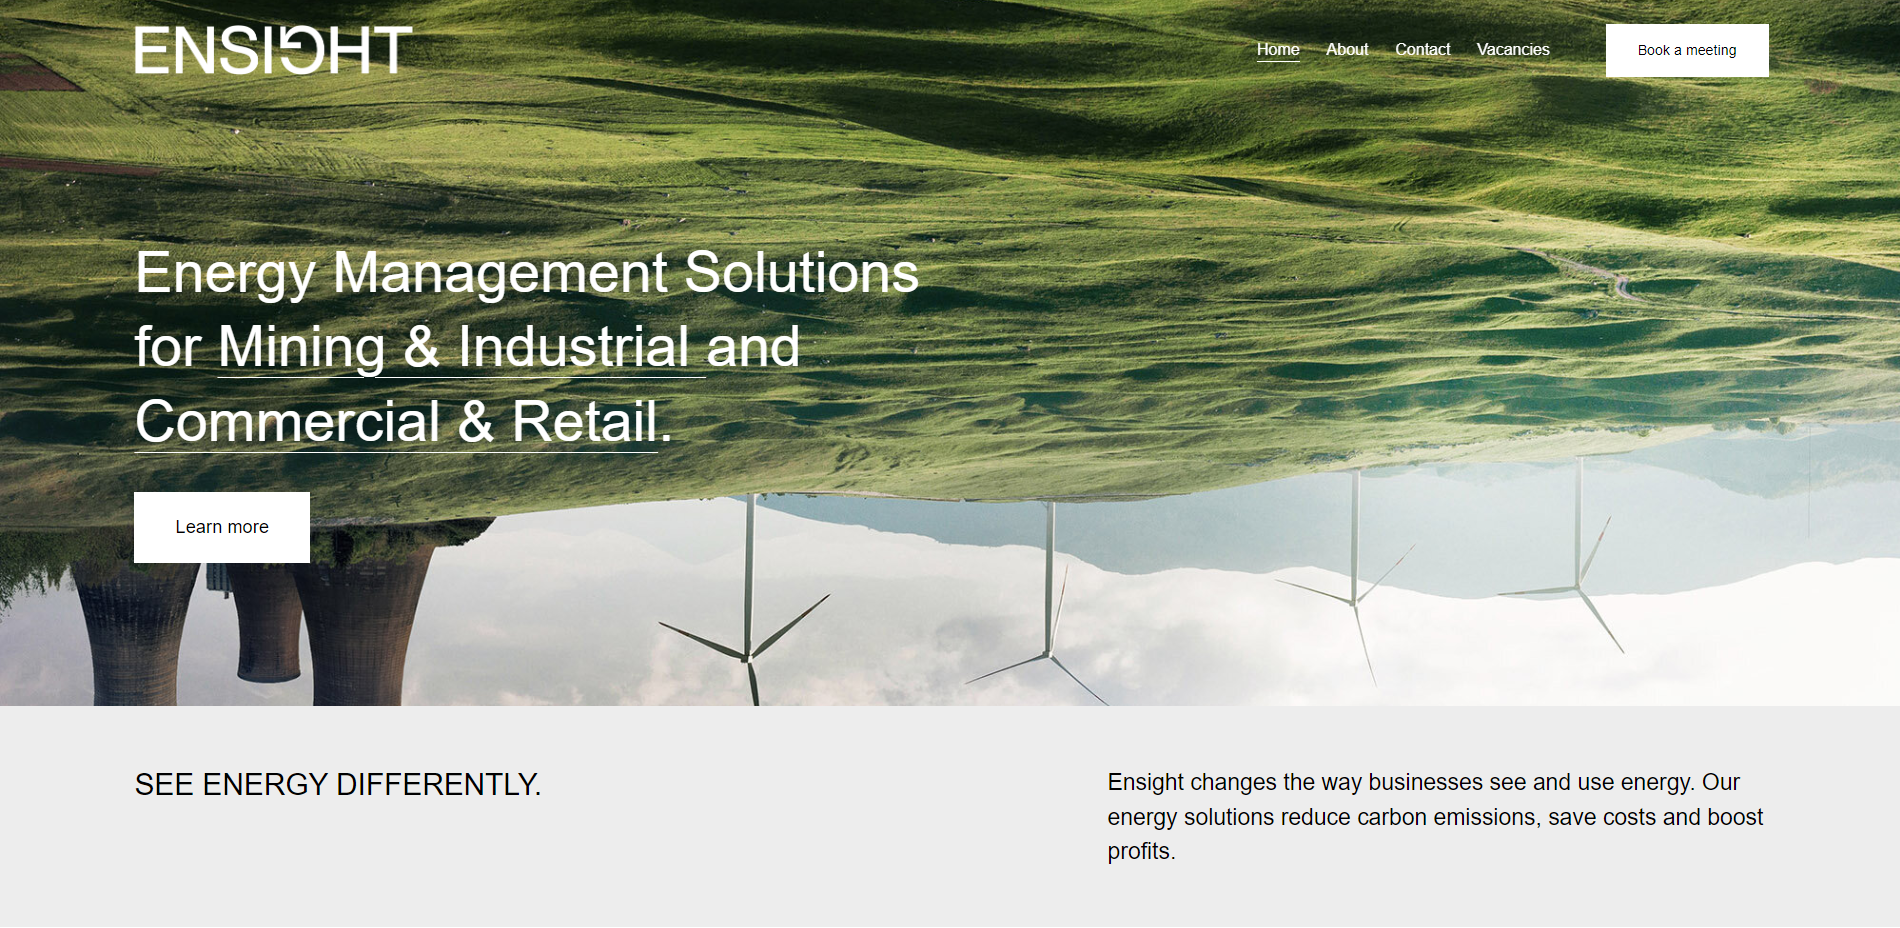 ENSIGHT
Home About Contact Vacancies
Book a meeting
Energy Management Solutions
for Mining & Industrial and
Commercial & Retail.
Learn more
SEE ENERGY DIFFERENTLY.
Ensight changes the way businesses see and use energy. Our
energy solutions reduce carbon emissions, save costs and boost
profits.